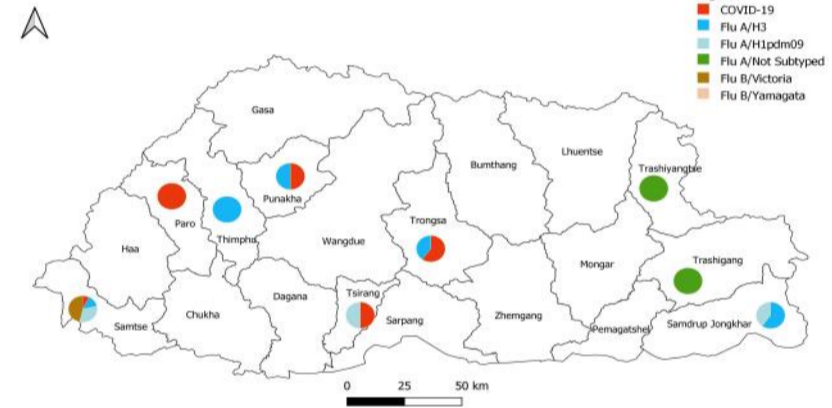 COVID-19
Flu A/H3
Flu A/H1pdm09
Flu A/Not Subtyped
Flu B/Victoria
Flu B/Yamagata
Gasa
Lhuentse
Bumthang
Trashiyangtse
Punakha
Paro
Trongsa
Thimphu
Wangdue
Haa
Trashigang
Mongar
Tsirang
Dagana
Chukha
Zhemgang
Sarpang
Samdrup Jongkhar
Samtse
Pemagatshel
0 25 50 km